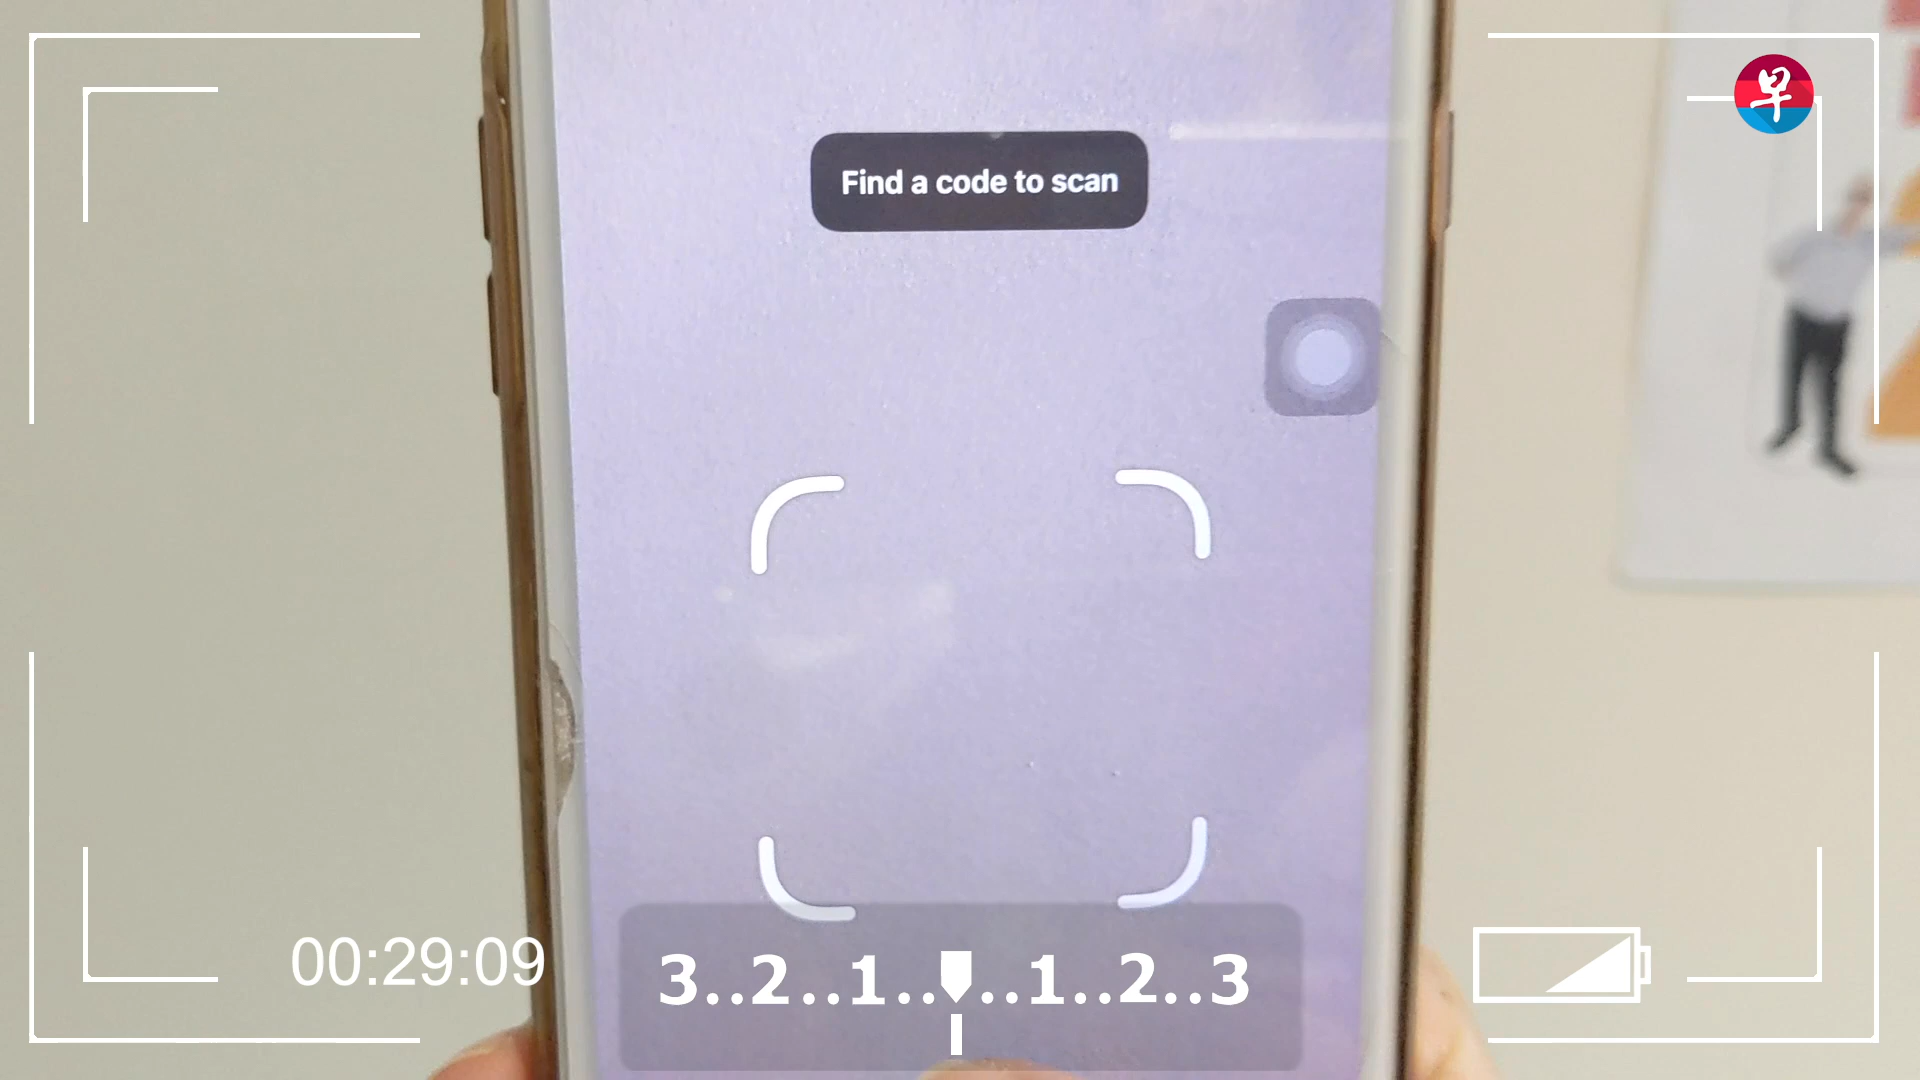 早
Find a code to scan
00:29:09
3..2..1.. ..1..2..3